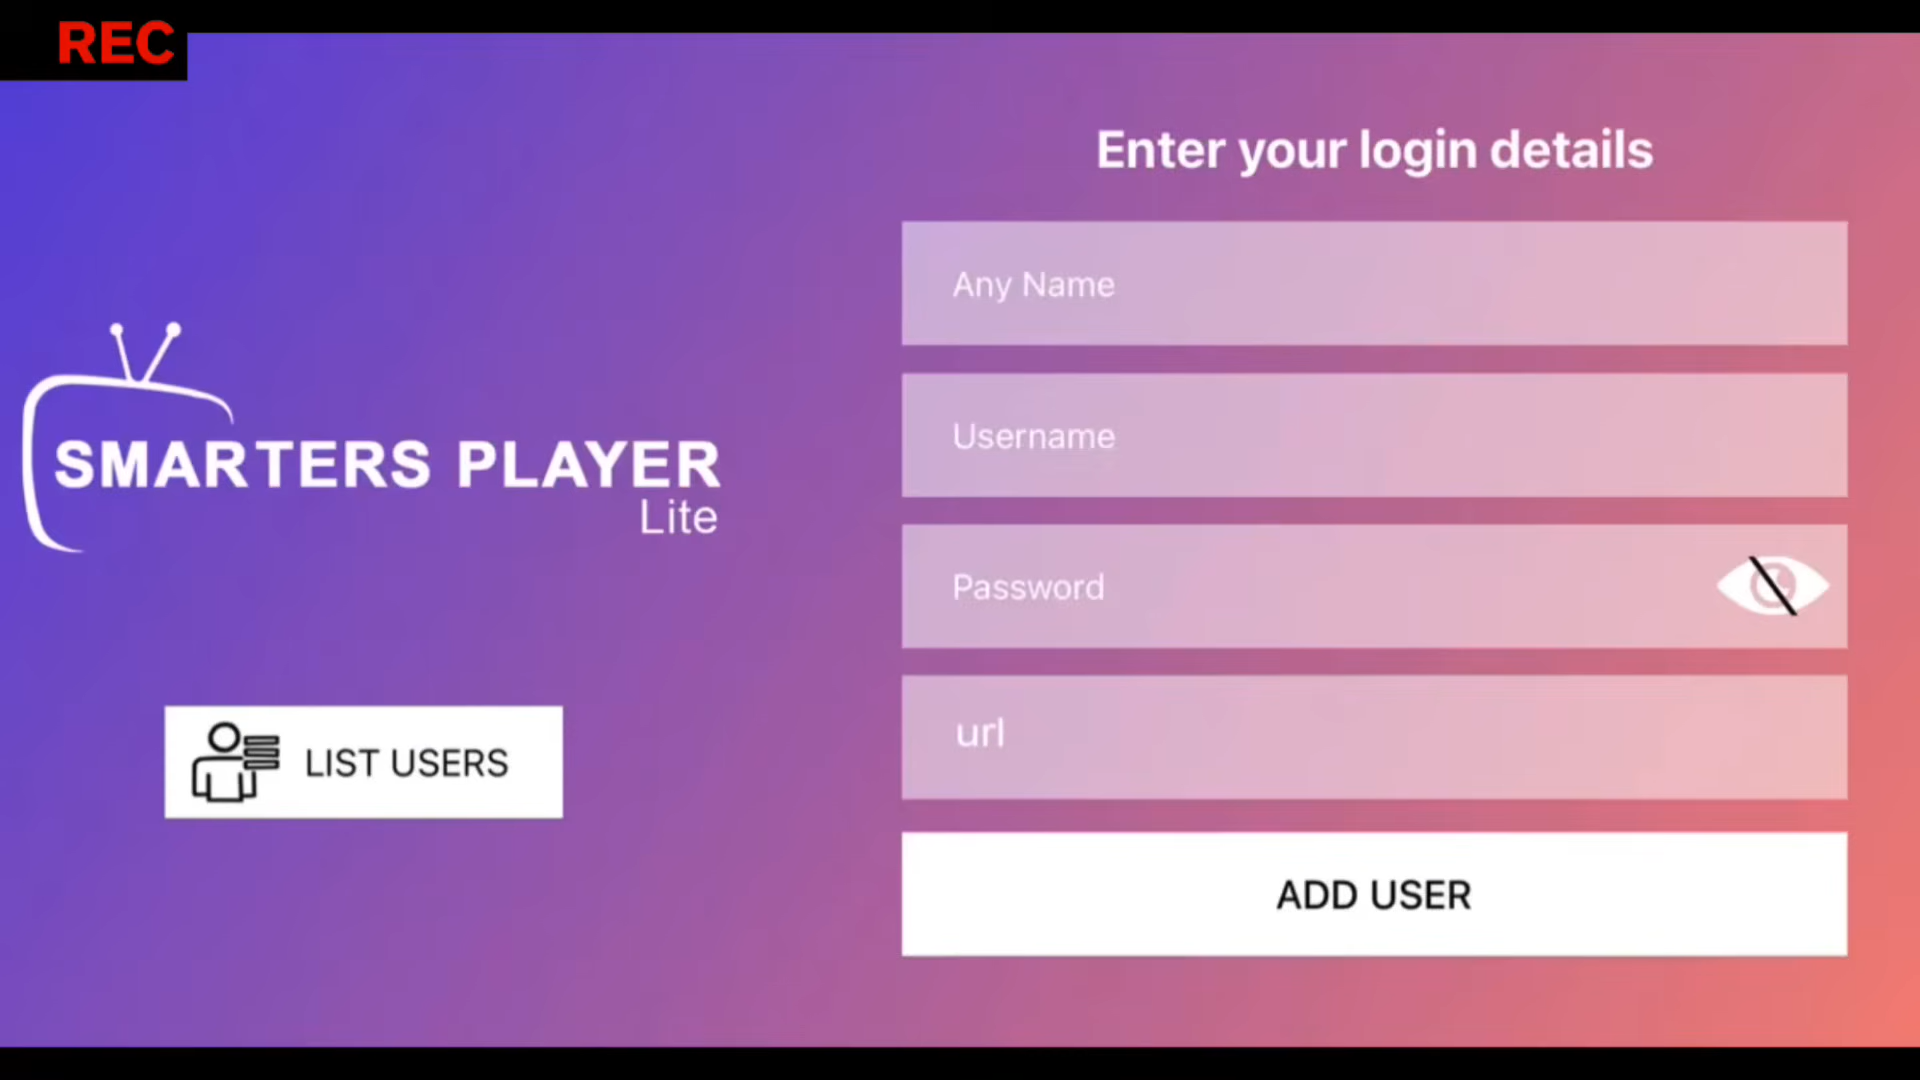 REC
Enter your login details
Any Name
Username
Password
url
ADD USER
SMARTERS PLAYER
Lite
LIST USERS